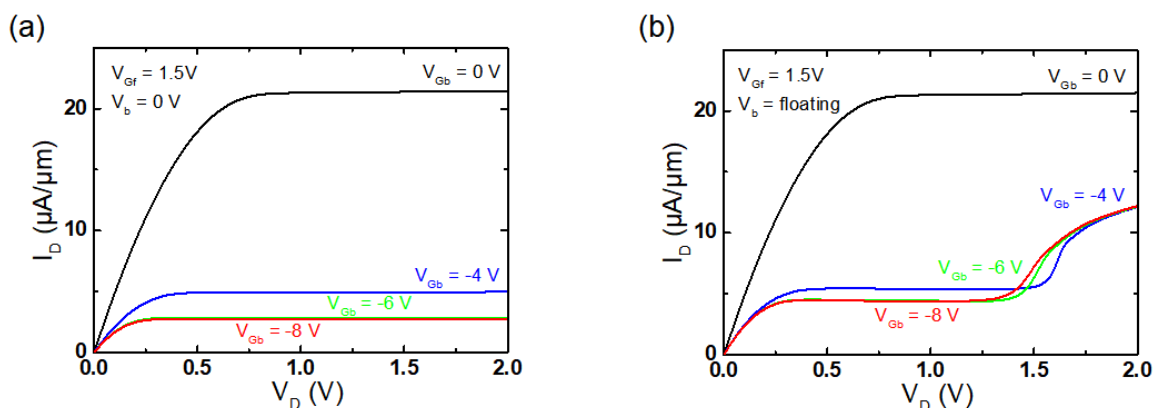 (a)
V_Gf = 1.5V
V_b = 0 V
V_Gb = 0 V
V_Gb = -4 V
V_Gb = -6 V
V_Gb = -8 V
I_D (µA/µm)
20
10
0
0.0 0.5 1.0 1.5 2.0
V_D (V)
(b)
V_Gf = 1.5V
V_b = floating
V_Gb = 0 V
V_Gb = -4 V
V_Gb = -6 V
V_Gb = -8 V
I_D (µA/µm)
20
10
0
0.0 0.5 1.0 1.5 2.0
V_D (V)